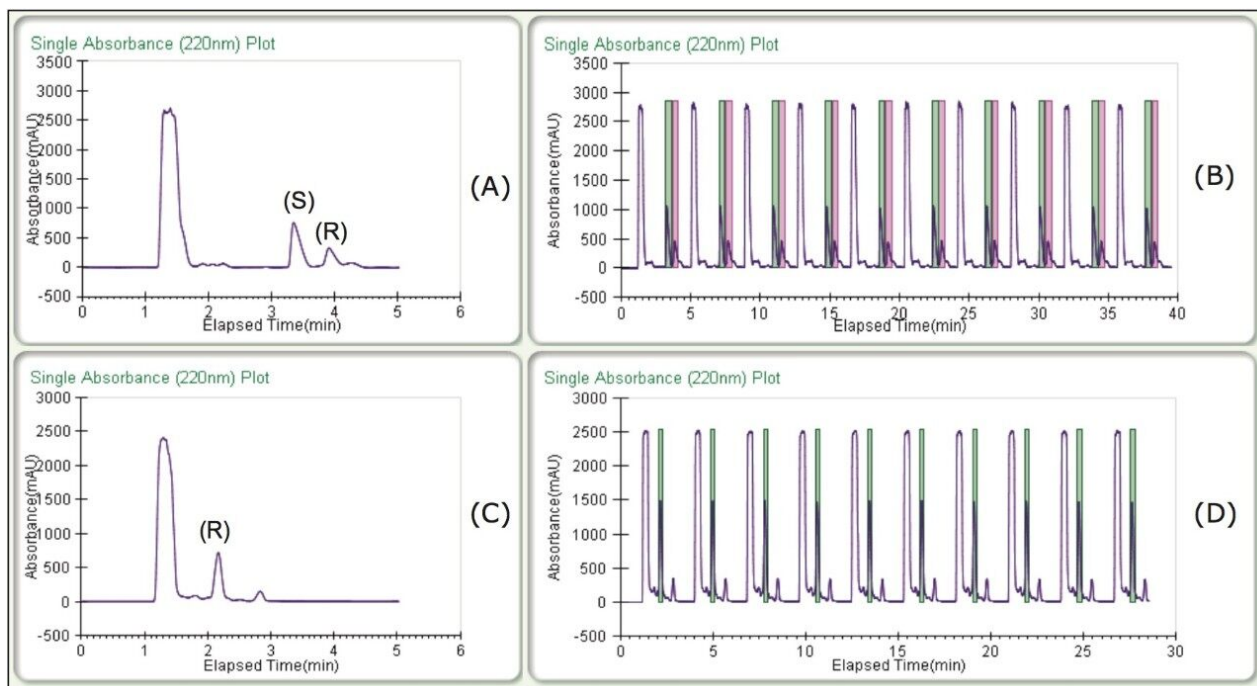 Single Absorbance (220nm) Plot
Absorbance(mAU)
3500
3000
2500
2000
1500
1000
500
0
-500
(S)
(R)
(A)
0 1 2 3 4 5 6
Elapsed Time(min)
Single Absorbance (220nm) Plot
Absorbance(mAU)
3500
3000
2500
2000
1500
1000
500
0
-500
(B)
0 5 10 15 20 25 30 35 40
Elapsed Time(min)
Single Absorbance (220nm) Plot
Absorbance(mAU)
3000
2500
2000
1500
1000
500
0
-500
(R)
(C)
0 1 2 3 4 5 6
Elapsed Time(min)
Single Absorbance (220nm) Plot
Absorbance(mAU)
3000
2500
2000
1500
1000
500
0
-500
(D)
0 5 10 15 20 25 30
Elapsed Time(min)